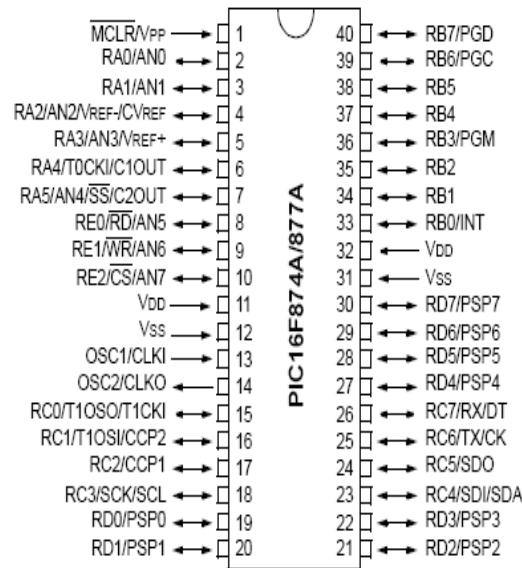 MCLR/VPP 1 40 RB7/PGD
RA0/AN0 2 39 RB6/PGC
RA1/AN1 3 38 RB5
RA2/AN2/VREF-/CVREF 4 37 RB4
RA3/AN3/VREF+ 5 36 RB3/PGM
RA4/T0CKI/C1OUT 6 35 RB2
RA5/AN4/SS/C2OUT 7 34 RB1
RE0/RD/AN5 8 33 RB0/INT
RE1/WR/AN6 9 32 VDD
RE2/CS/AN7 10 31 VSS
VDD 11 30 RD7/PSP7
VSS 12 29 RD6/PSP6
OSC1/CLKI 13 28 RD5/PSP5
OSC2/CLKO 14 27 RD4/PSP4
RC0/T1OSO/T1CKI 15 26 RC7/RX/DT
RC1/T1OSI/CCP2 16 25 RC6/TX/CK
RC2/CCP1 17 24 RC5/SDO
RC3/SCK/SCL 18 23 RC4/SDI/SDA
RD0/PSP0 19 22 RD3/PSP3
RD1/PSP1 20 21 RD2/PSP2
PIC16F874A/877A